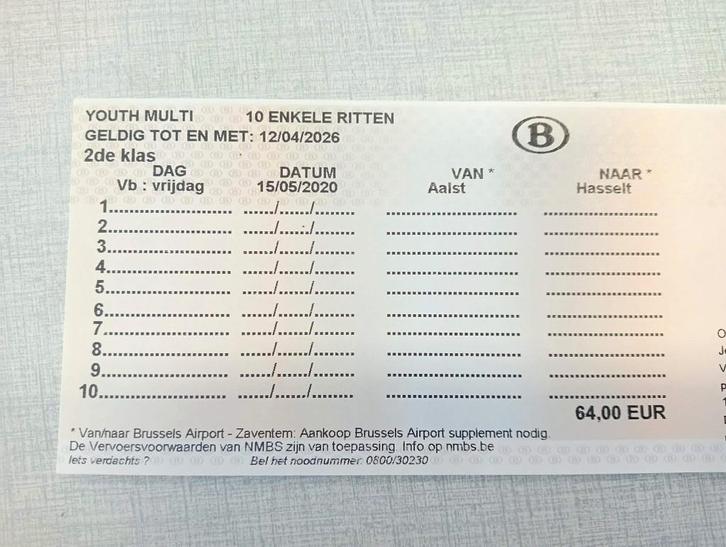 YOUTH MULTI 10 ENKELE RITTEN
GELDIG TOT EN MET: 12/04/2026
B
2de klas
DAG DATUM VAN * NAAR *
Vb : vrijdag 15/05/2020 Aalst Hasselt
1............................. ....../....../........ ................................. .............................
2............................. ....../....../........ ................................. .............................
3............................. ....../....../........ ................................. .............................
4............................. ....../....../........ ................................. .............................
5............................. ....../....../........ ................................. .............................
6............................. ....../....../........ ................................. .............................
7............................. ....../....../........ ................................. .............................
8............................. ....../....../........ ................................. .............................
9............................. ....../....../........ ................................. .............................
10............................. ....../....../........ ................................. .............................
64,00 EUR
* Van/naar Brussels Airport - Zaventem: Aankoop Brussels Airport supplement nodig.
De Vervoersvoorwaarden van NMBS zijn van toepassing. Info op nmbs.be
Iets verdachts ? Bel het noodnummer: 0800/30230